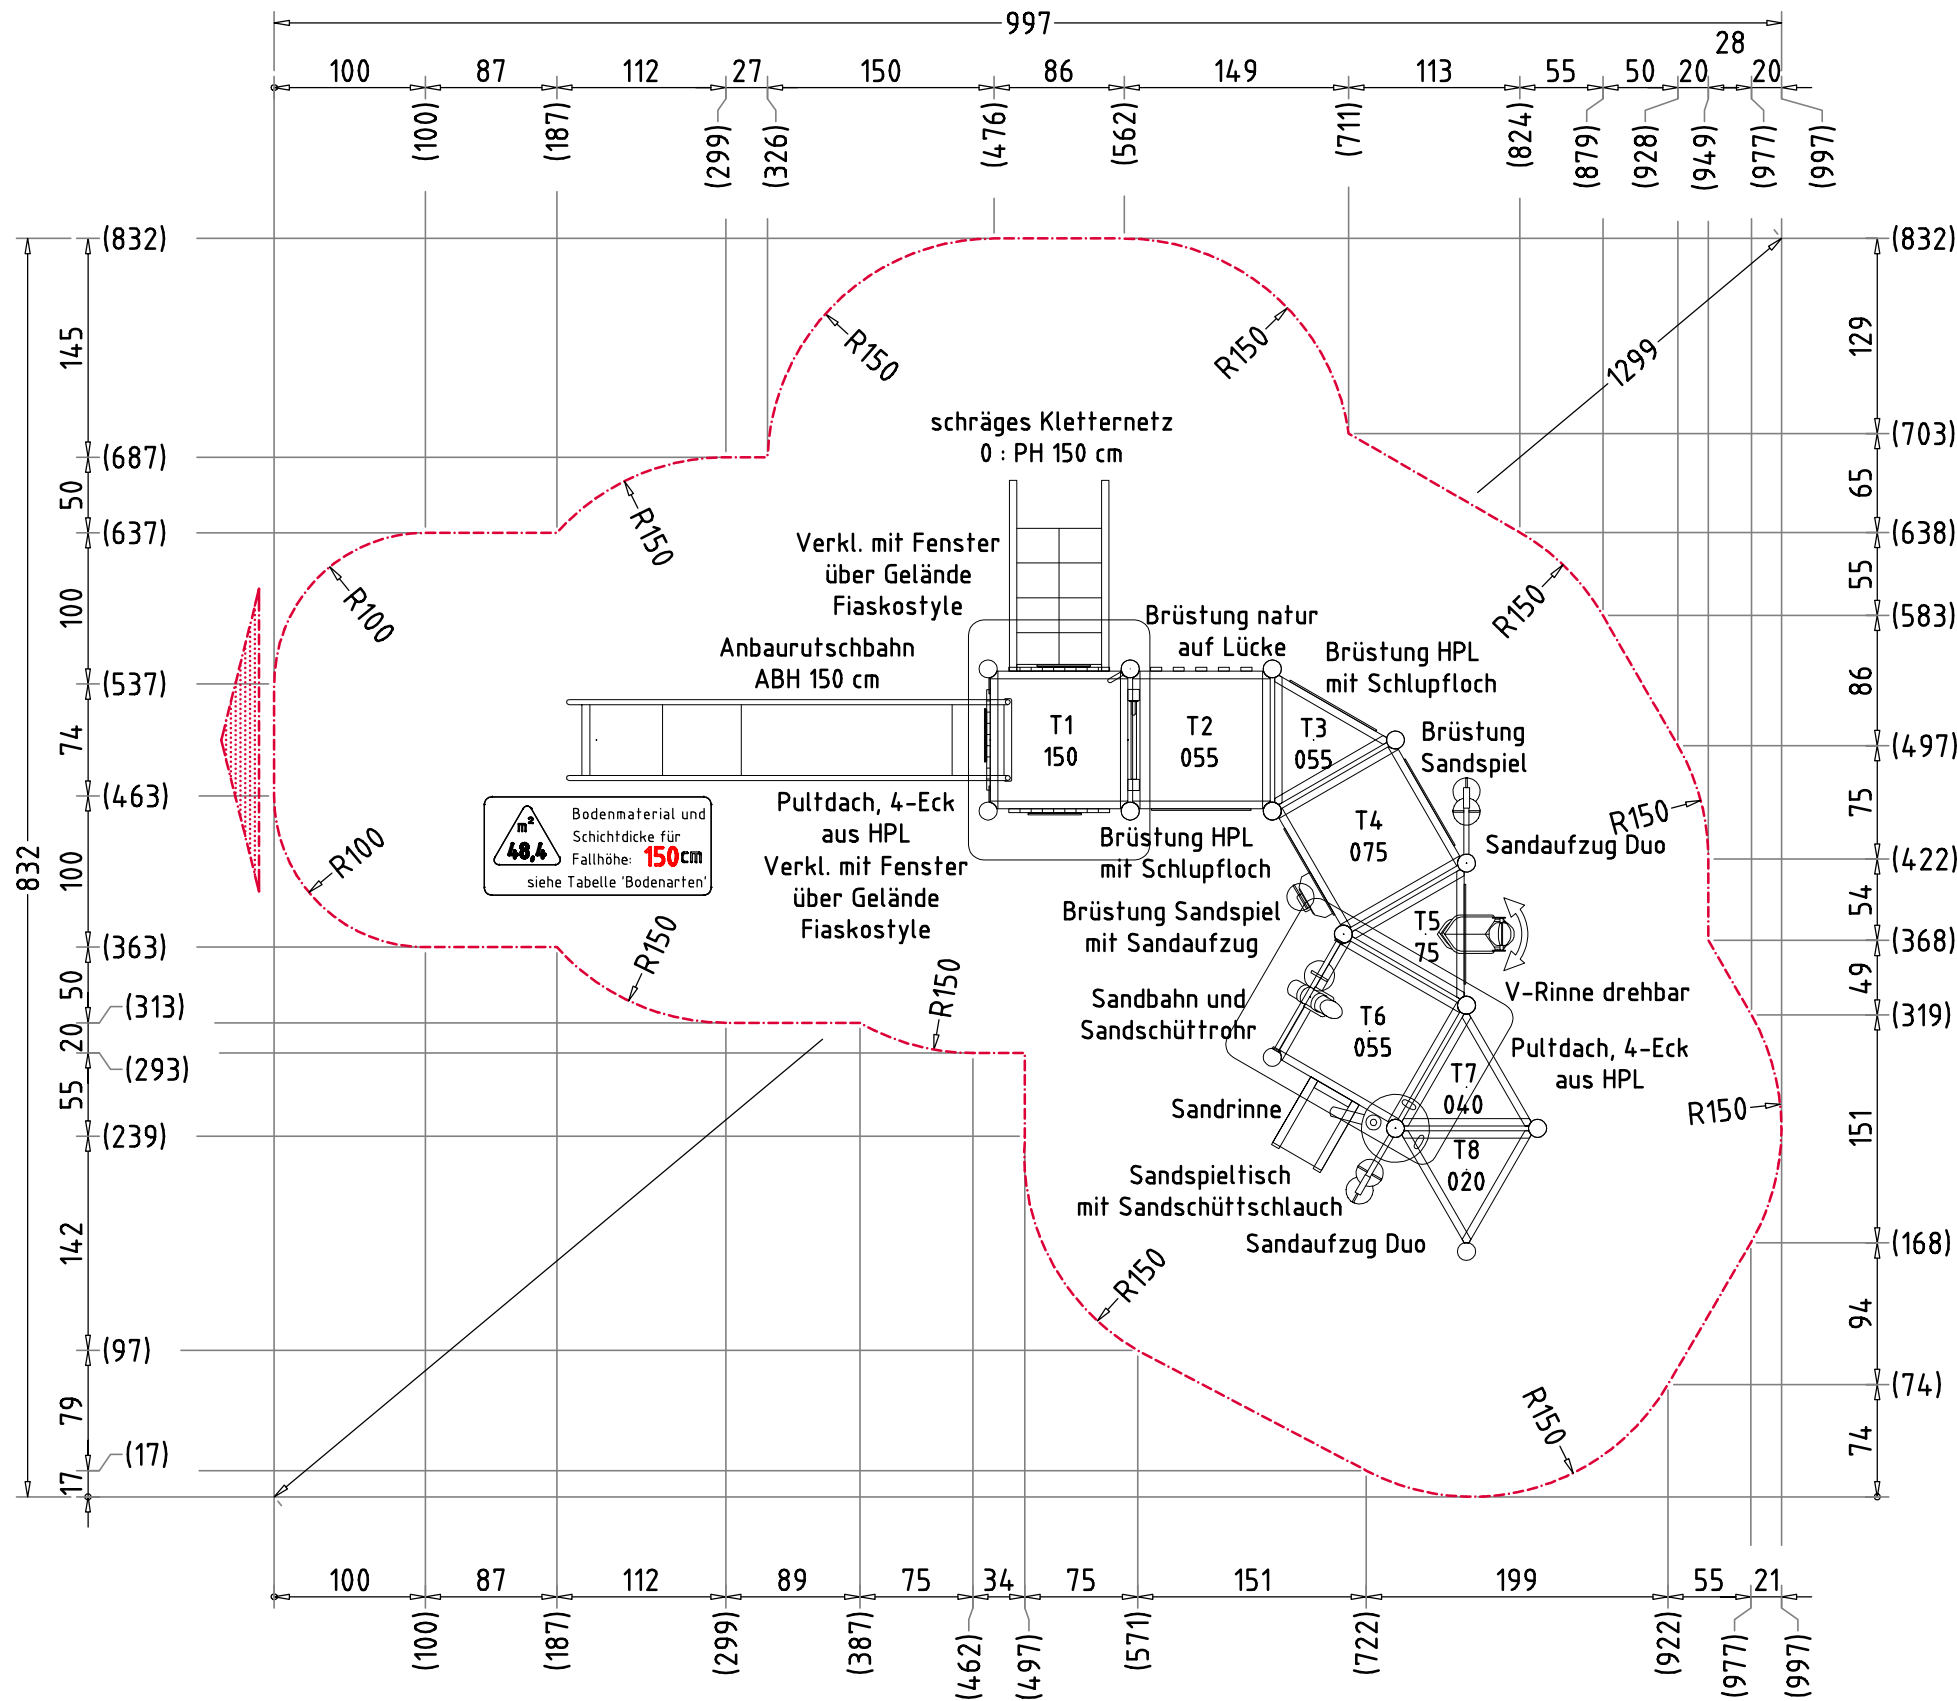 997
28
100 87 112 27 150 86 149 113 55 50 20 20
(100) (187) (299) (326) (476) (562) (711) (824) (879) (928) (949) (977) (997)
(832)
(832)
145
129
R150
R150
1299
schräges Kletternetz
0 : PH 150 cm
(703)
(687)
65
50
R150
(637)
(638)
Verkl. mit Fenster
über Gelände
Fiaskostyle
55
R150
100
R100
(583)
Brüstung natur
auf Lücke
Anbaurutschbahn
ABH 150 cm
Brüstung HPL
mit Schlupfloch
86
(537)
T1
150
T2
055
T3
055
Brüstung
Sandspiel
74
(497)
(463)
75
R150
Pultdach, 4-Eck
aus HPL
Verkl. mit Fenster
über Gelände
Fiaskostyle
m²
48,4
Bodenmaterial und
Schichtdicke für
Fallhöhe: 150cm
siehe Tabelle 'Bodenarten'
Brüstung HPL
mit Schlupfloch
T4
075
Sandaufzug Duo
832
100
R100
(422)
54
Brüstung Sandspiel
mit Sandaufzug
T5
75
(363)
(368)
R150
50
R150
49
Sandbahn und
Sandschüttrohr
V-Rinne drehbar
(313)
(319)
T6
055
20
(293)
Pultdach, 4-Eck
aus HPL
55
T7
040
Sandrinne
R150
151
(239)
T8
020
Sandspieltisch
mit Sandschüttschlauch
Sandaufzug Duo
142
(168)
R150
94
(97)
(74)
79
R150
74
(17)
17
100 87 112 89 75 34 75 151 199 55 21
(100) (187) (299) (387) (462) (497) (571) (722) (922) (977) (997)